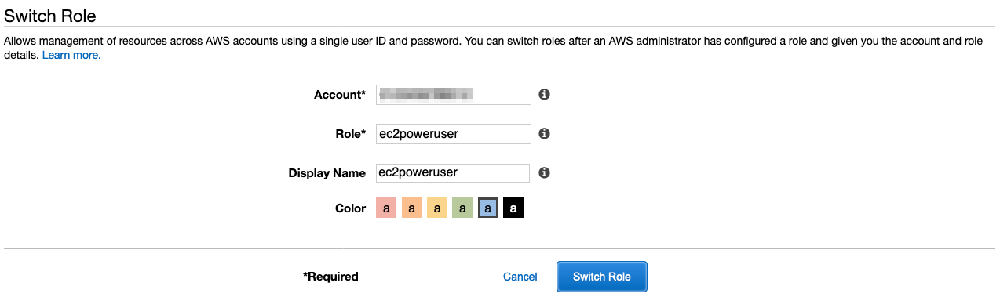 Switch Role
Allows management of resources across AWS accounts using a single user ID and password. You can switch roles after an AWS administrator has configured a role and given you the account and role
details. Learn more.
Account*
Role* ec2poweruser
Display Name ec2poweruser
Color a a a a a a
*Required Cancel Switch Role